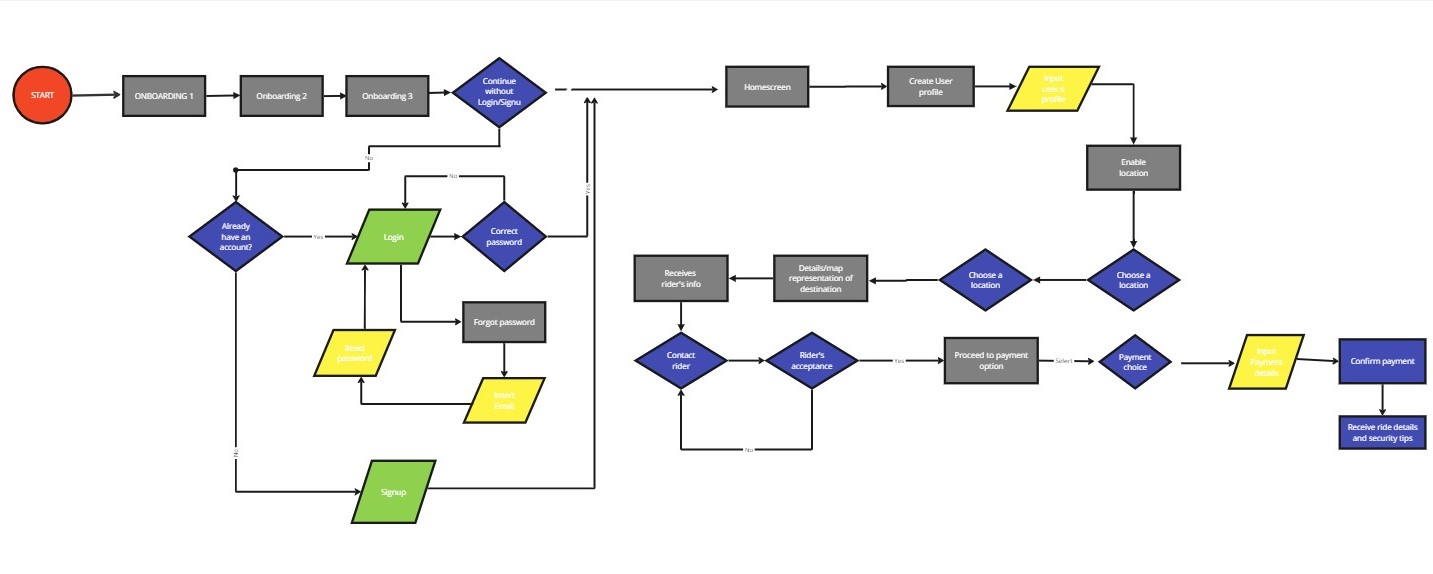 START
ONBOARDING 1
Onboarding 2
Onboarding 3
Continue
without
Login/Signu
Homescreen
Create User
profile
Input
user's
profile
No
Enable
location
No
Yes
Already
have an
account?
Yes
Login
Correct
password
Receives
rider's info
Details/map
representation of
destination
Choose a
location
Choose a
location
Forgot password
Reset
password
Insert
Email
Contact
rider
Rider's
acceptance
Yes
Proceed to payment
option
Select
Payment
choice
Input
Payment
details
Confirm payment
Receive ride details
and security tips
No
No
Signup